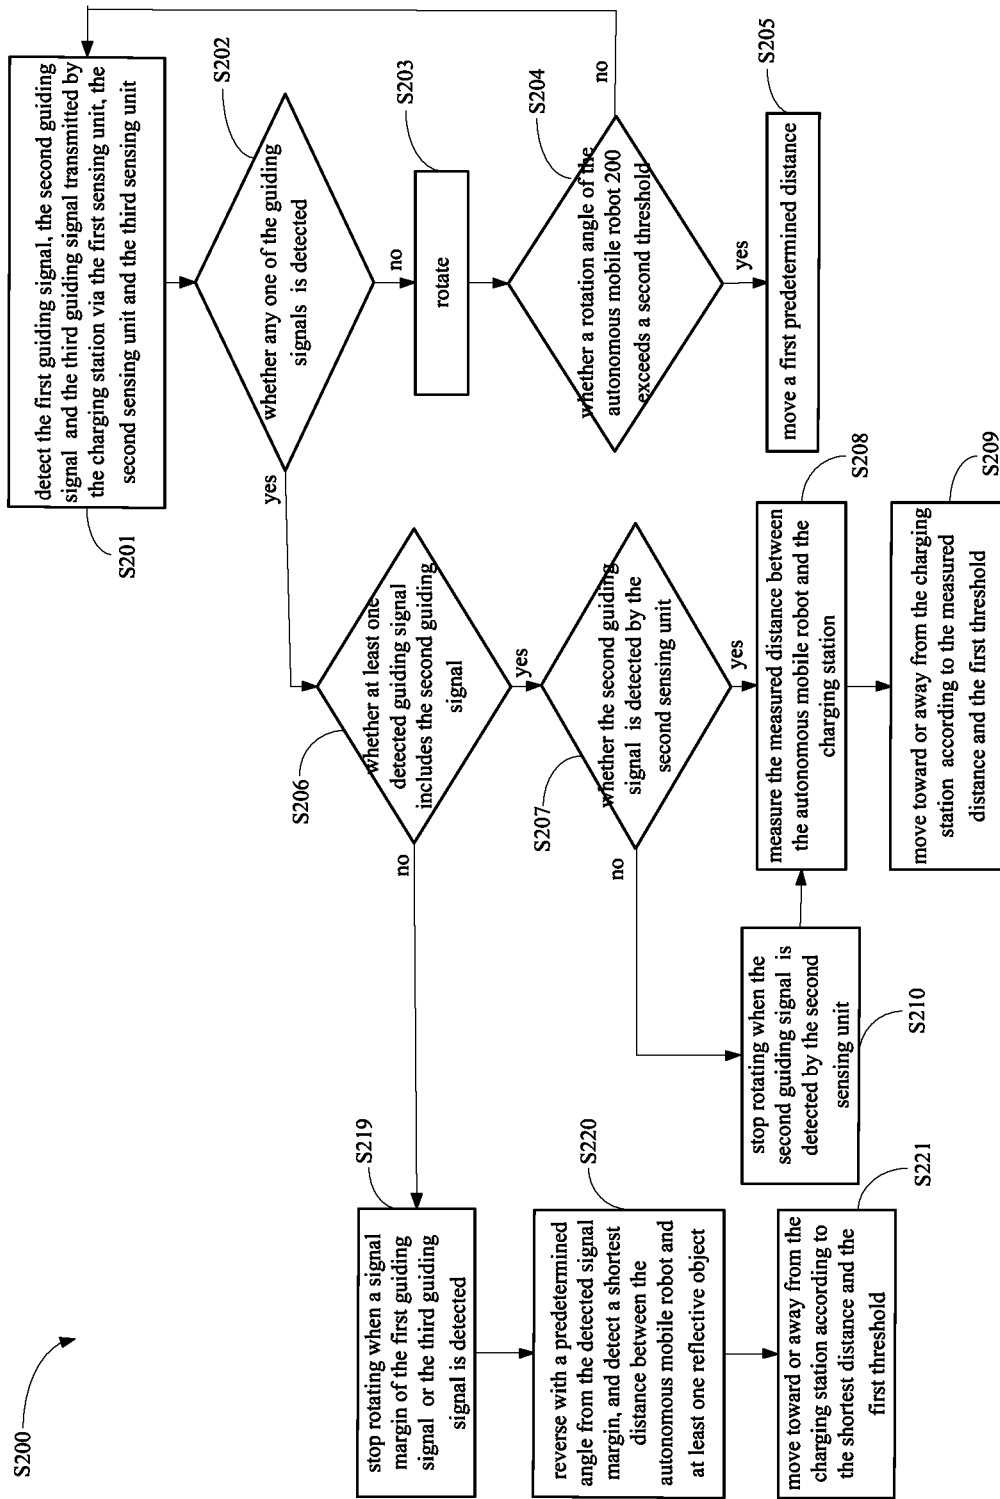 S200
S201
detect the first guiding signal, the second guiding
signal and the third guiding signal transmitted by
the charging station via the first sensing unit, the
second sensing unit and the third sensing unit
S202
whether any one of the guiding
signals is detected
yes
no
S203
rotate
S204
whether a rotation angle of the
autonomous mobile robot 200
exceeds a second threshold
no
yes
S205
move a first predetermined distance
S206
whether at least one
detected guiding signal
includes the second guiding
signal
no
yes
S207
whether the second guiding
signal is detected by the
second sensing unit
no
yes
S208
measure the measured distance between
the autonomous mobile robot and the
charging station
S209
move toward or away from the charging
station according to the measured
distance and the first threshold
S210
stop rotating when the
second guiding signal is
detected by the second
sensing unit
S219
stop rotating when a signal
margin of the first guiding
signal or the third guiding
signal is detected
S220
reverse with a predetermined
angle from the detected signal
margin, and detect a shortest
distance between the
autonomous mobile robot and
at least one reflective object
S221
move toward or away from the
charging station according to
the shortest distance and the
first threshold